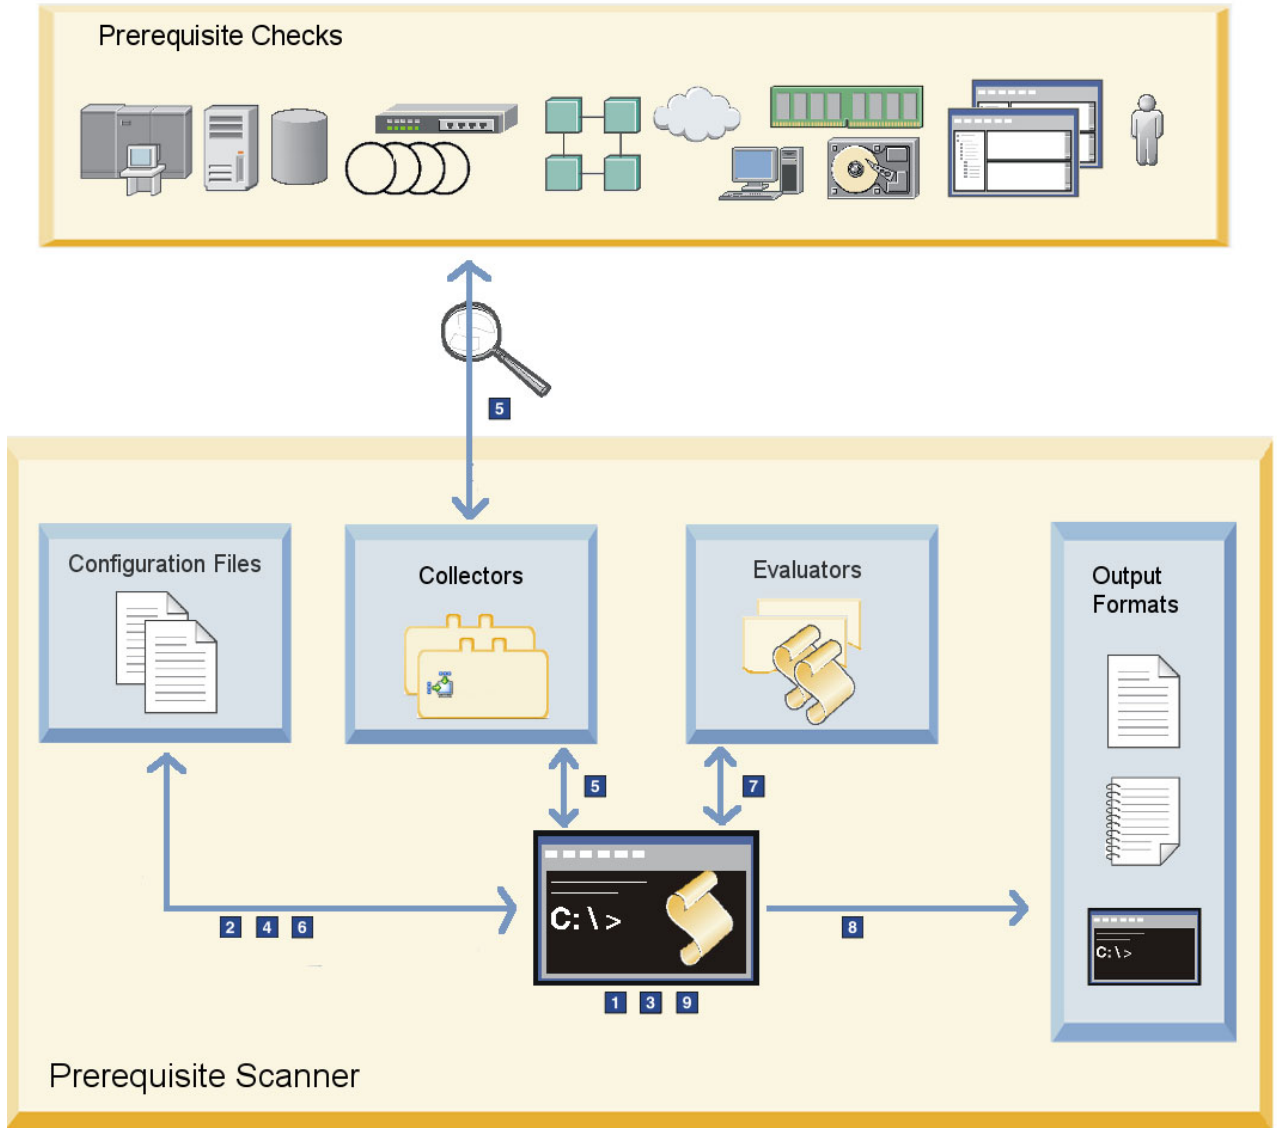 Prerequisite Checks
5
Configuration Files
Collectors
Evaluators
Output
Formats
5
7
C:\>
2 4 6
8
C:\>
1 3 9
Prerequisite Scanner